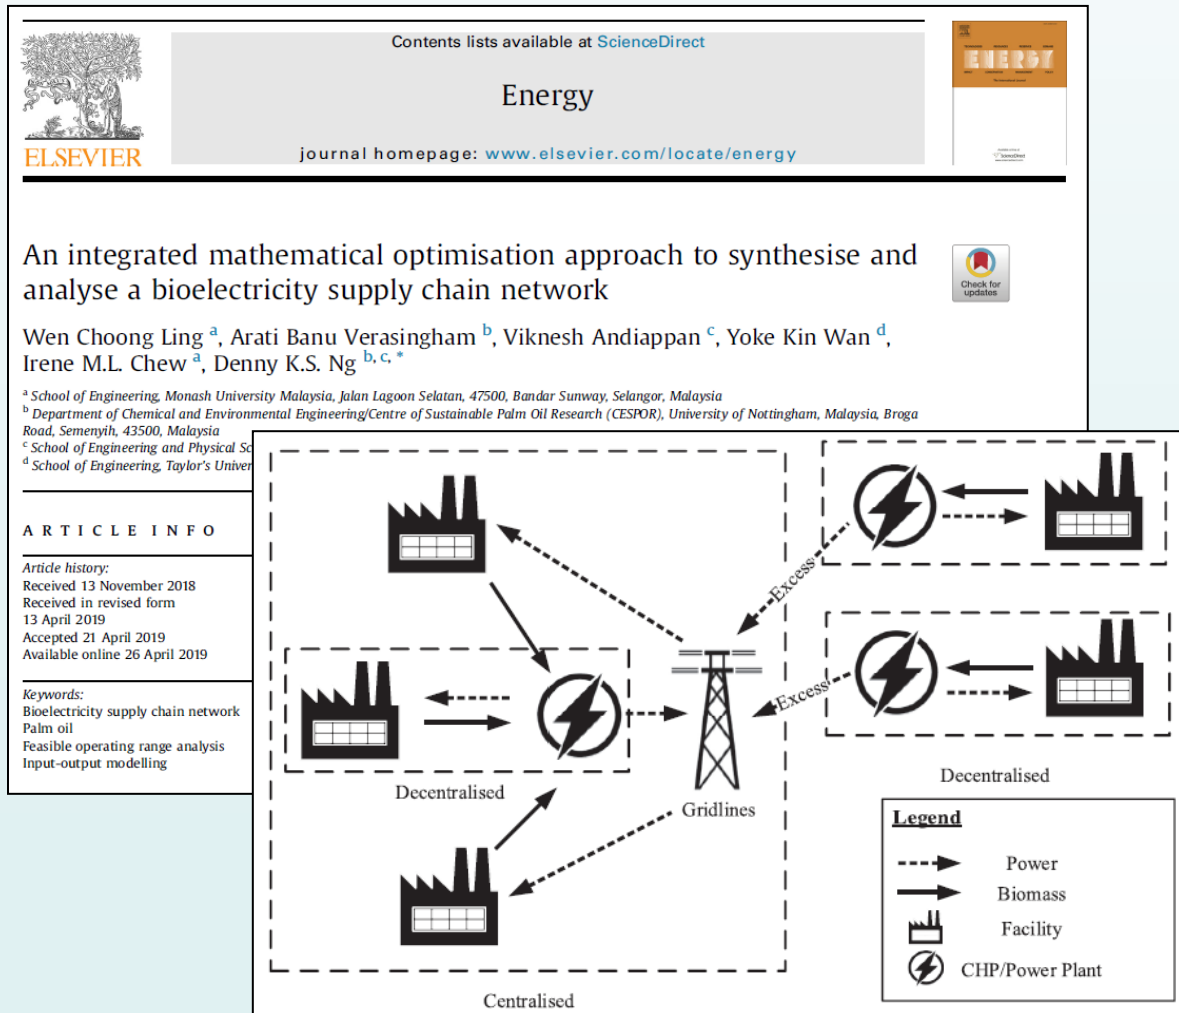 Contents lists available at ScienceDirect
Energy
journal homepage: www.elsevier.com/locate/energy
ELSEVIER
ENERGY
ScienceDirect
An integrated mathematical optimisation approach to synthesise and
analyse a bioelectricity supply chain network
Check for
updates
Wen Choong Ling a, Arati Banu Verasingham b, Viknesh Andiappan c, Yoke Kin Wan d,
Irene M.L. Chew a, Denny K.S. Ng b, c, *
a School of Engineering, Monash University Malaysia, Jalan Lagoon Selatan, 47500, Bandar Sunway, Selangor, Malaysia
b Department of Chemical and Environmental Engineering/Centre of Sustainable Palm Oil Research (CESPOR), University of Nottingham, Malaysia, Broga
Road, Semenyih, 43500, Malaysia
c School of Engineering and Physical Sc
d School of Engineering, Taylor's Univer
ARTICLE INFO
Article history:
Received 13 November 2018
Received in revised form
13 April 2019
Accepted 21 April 2019
Available online 26 April 2019
Keywords:
Bioelectricity supply chain network
Palm oil
Feasible operating range analysis
Input-output modelling
Excess
Excess
Decentralised
Gridlines
Decentralised
Centralised
Legend
Power
Biomass
Facility
CHP/Power Plant